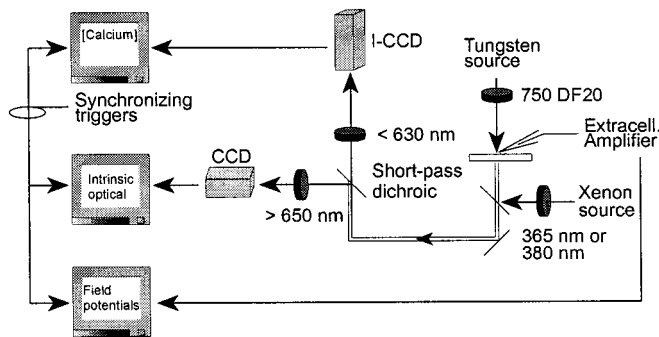 [Calcium]
I-CCD
Tungsten
source
750 DF20
Synchronizing
triggers
< 630 nm
Extracell.
Amplifier
CCD
Short-pass
dichroic
Intrinsic
optical
> 650 nm
Xenon
source
365 nm or
380 nm
Field
potentials